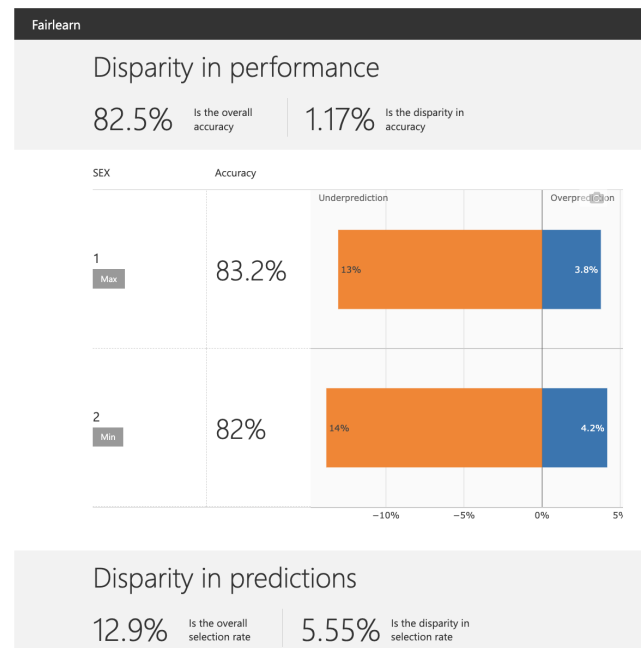 Fairlearn
Disparity in performance
82.5% Is the overall accuracy
1.17% Is the disparity in accuracy
SEX Accuracy
Underprediction Overprediction
1
Max
83.2%
13% 3.8%
2
Min
82%
14% 4.2%
−10% −5% 0% 5%
Disparity in predictions
12.9% Is the overall selection rate
5.55% Is the disparity in selection rate